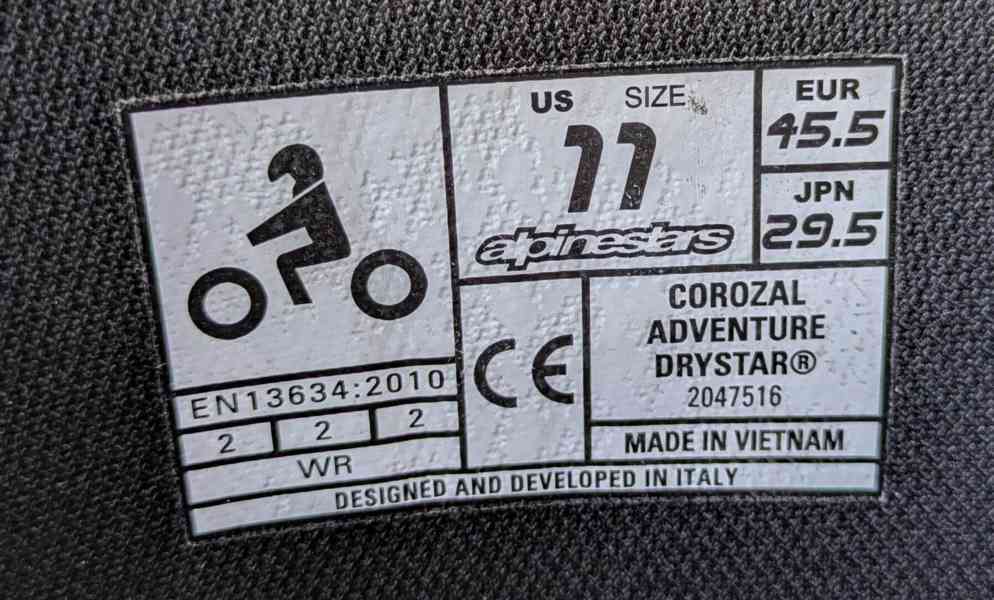 US SIZE
11
alpinestars
EUR
45.5
JPN
29.5
EN13634:2010
2 2 2
WR
CE
COROZAL
ADVENTURE
DRYSTAR®
2047516
MADE IN VIETNAM
DESIGNED AND DEVELOPED IN ITALY